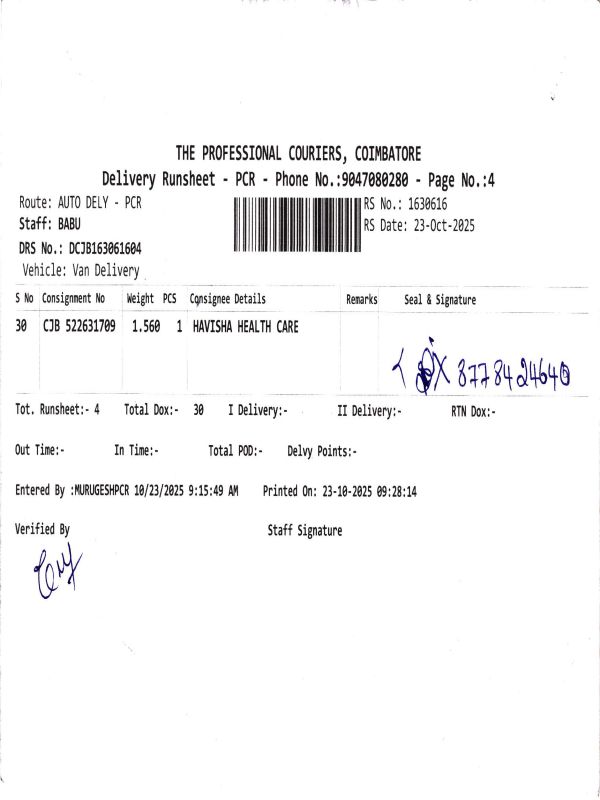 THE PROFESSIONAL COURIERS, COIMBATORE
Delivery Runsheet - PCR - Phone No.:9047080280 - Page No.:4
Route: AUTO DELY - PCR RS No.: 1630616
Staff: BABU RS Date: 23-Oct-2025
DRS No.: DCJB163061604
Vehicle: Van Delivery
S No Consignment No Weight PCS Consignee Details Remarks Seal & Signature
30 CJB 522631709 1.560 1 HAVISHA HEALTH CARE
8778424640
Tot. Runsheet:- 4 Total Dox:- 30 I Delivery:- II Delivery:- RTN Dox:-
Out Time:- In Time:- Total POD:- Delvy Points:-
Entered By :MURUGESHPCR 10/23/2025 9:15:49 AM Printed On: 23-10-2025 09:28:14
Verified By Staff Signature